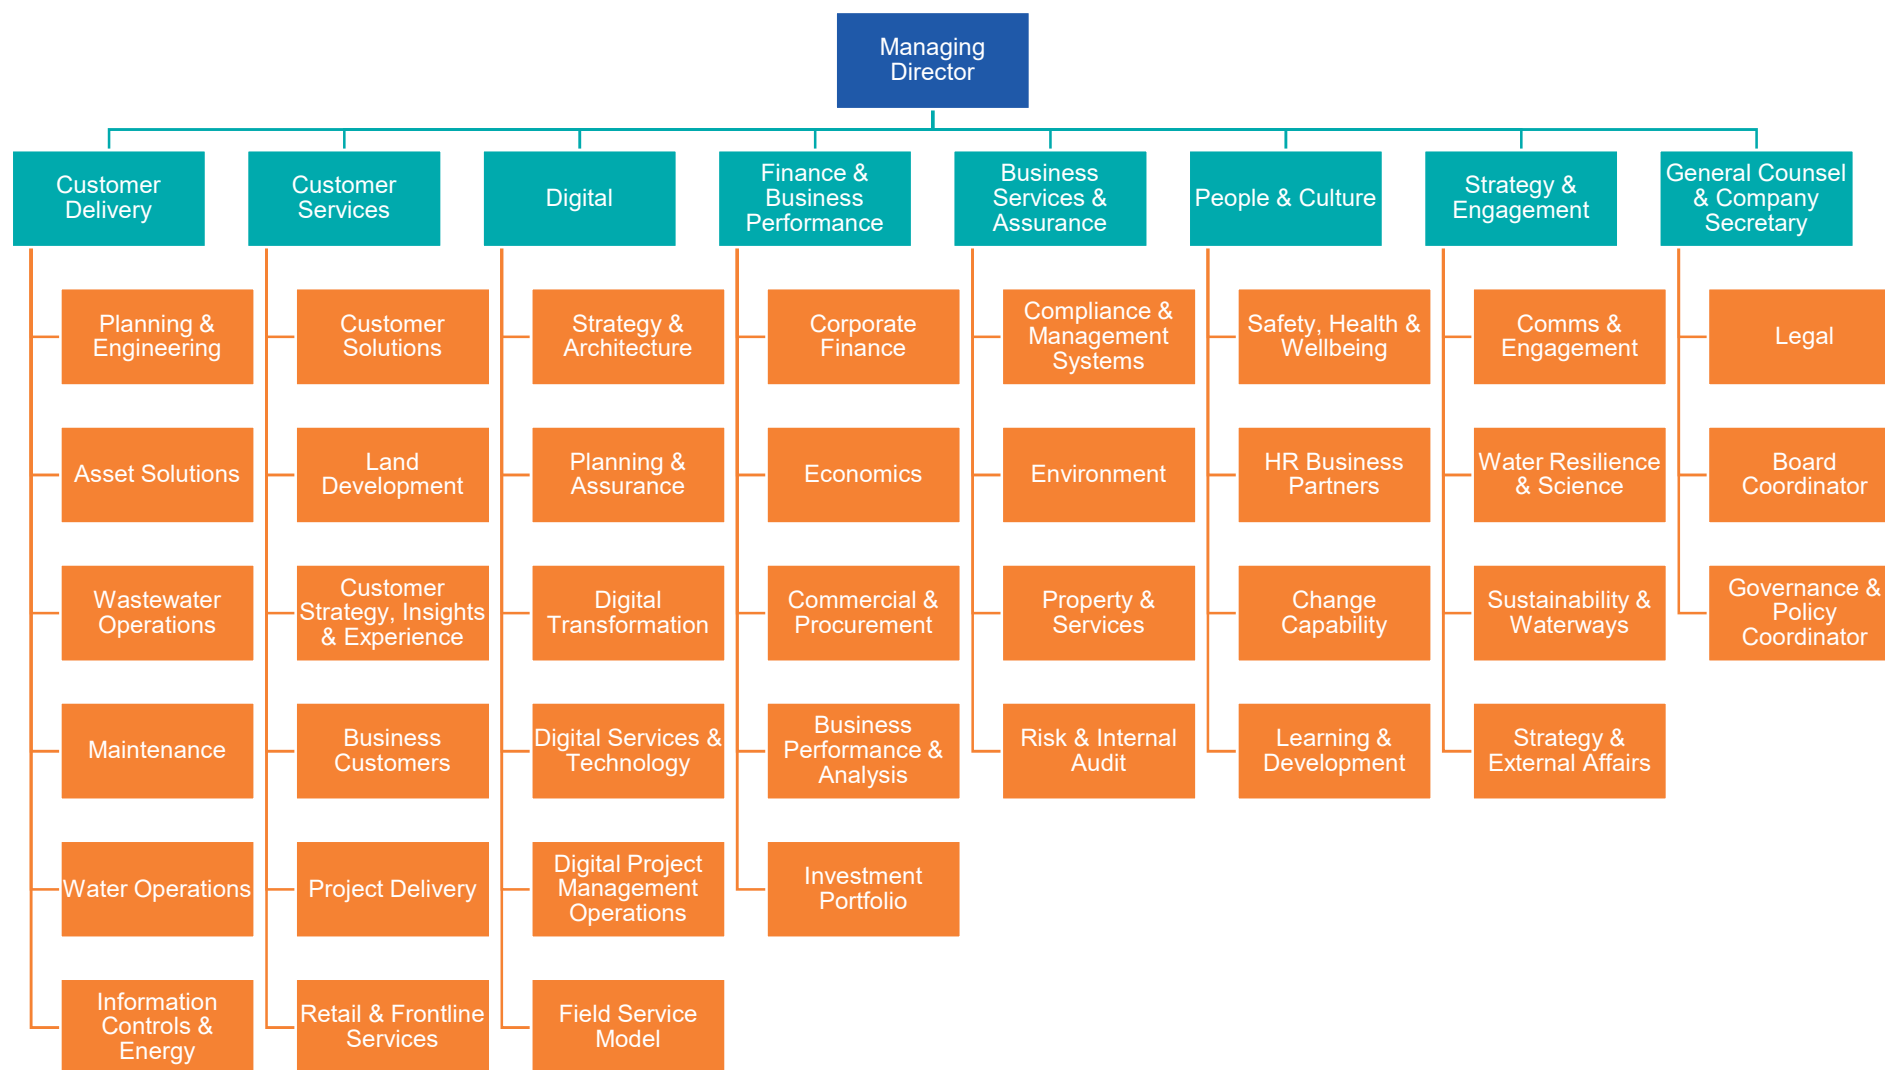 Managing
Director
Customer
Delivery
Customer
Services
Digital
Finance &
Business
Performance
Business
Services &
Assurance
People & Culture
Strategy &
Engagement
General Counsel
& Company
Secretary
Planning &
Engineering
Customer
Solutions
Strategy &
Architecture
Corporate
Finance
Compliance &
Management
Systems
Safety, Health &
Wellbeing
Comms &
Engagement
Legal
Asset Solutions
Land
Development
Planning &
Assurance
Economics
Environment
HR Business
Partners
Water Resilience
& Science
Board
Coordinator
Wastewater
Operations
Customer
Strategy, Insights
& Experience
Digital
Transformation
Commercial &
Procurement
Property &
Services
Change
Capability
Sustainability &
Waterways
Governance &
Policy
Coordinator
Maintenance
Business
Customers
Digital Services &
Technology
Business
Performance &
Analysis
Risk & Internal
Audit
Learning &
Development
Strategy &
External Affairs
Water Operations
Project Delivery
Digital Project
Management
Operations
Investment
Portfolio
Information
Controls &
Energy
Retail & Frontline
Services
Field Service
Model